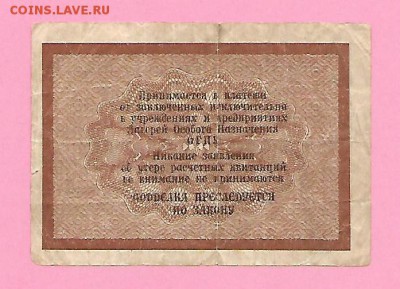 COINS.LAVE.RU
Принимается в платежи
от заключенных исключительно
в учреждениях и предприятиях
Лагерей Особого Назначения
ОГПУ
Никакие заявления
об утере расчетных квитанций
во внимание не принимаются
ПОДДЕЛКА ПРЕСЛЕДУЕТСЯ
ПО ЗАКОНУ